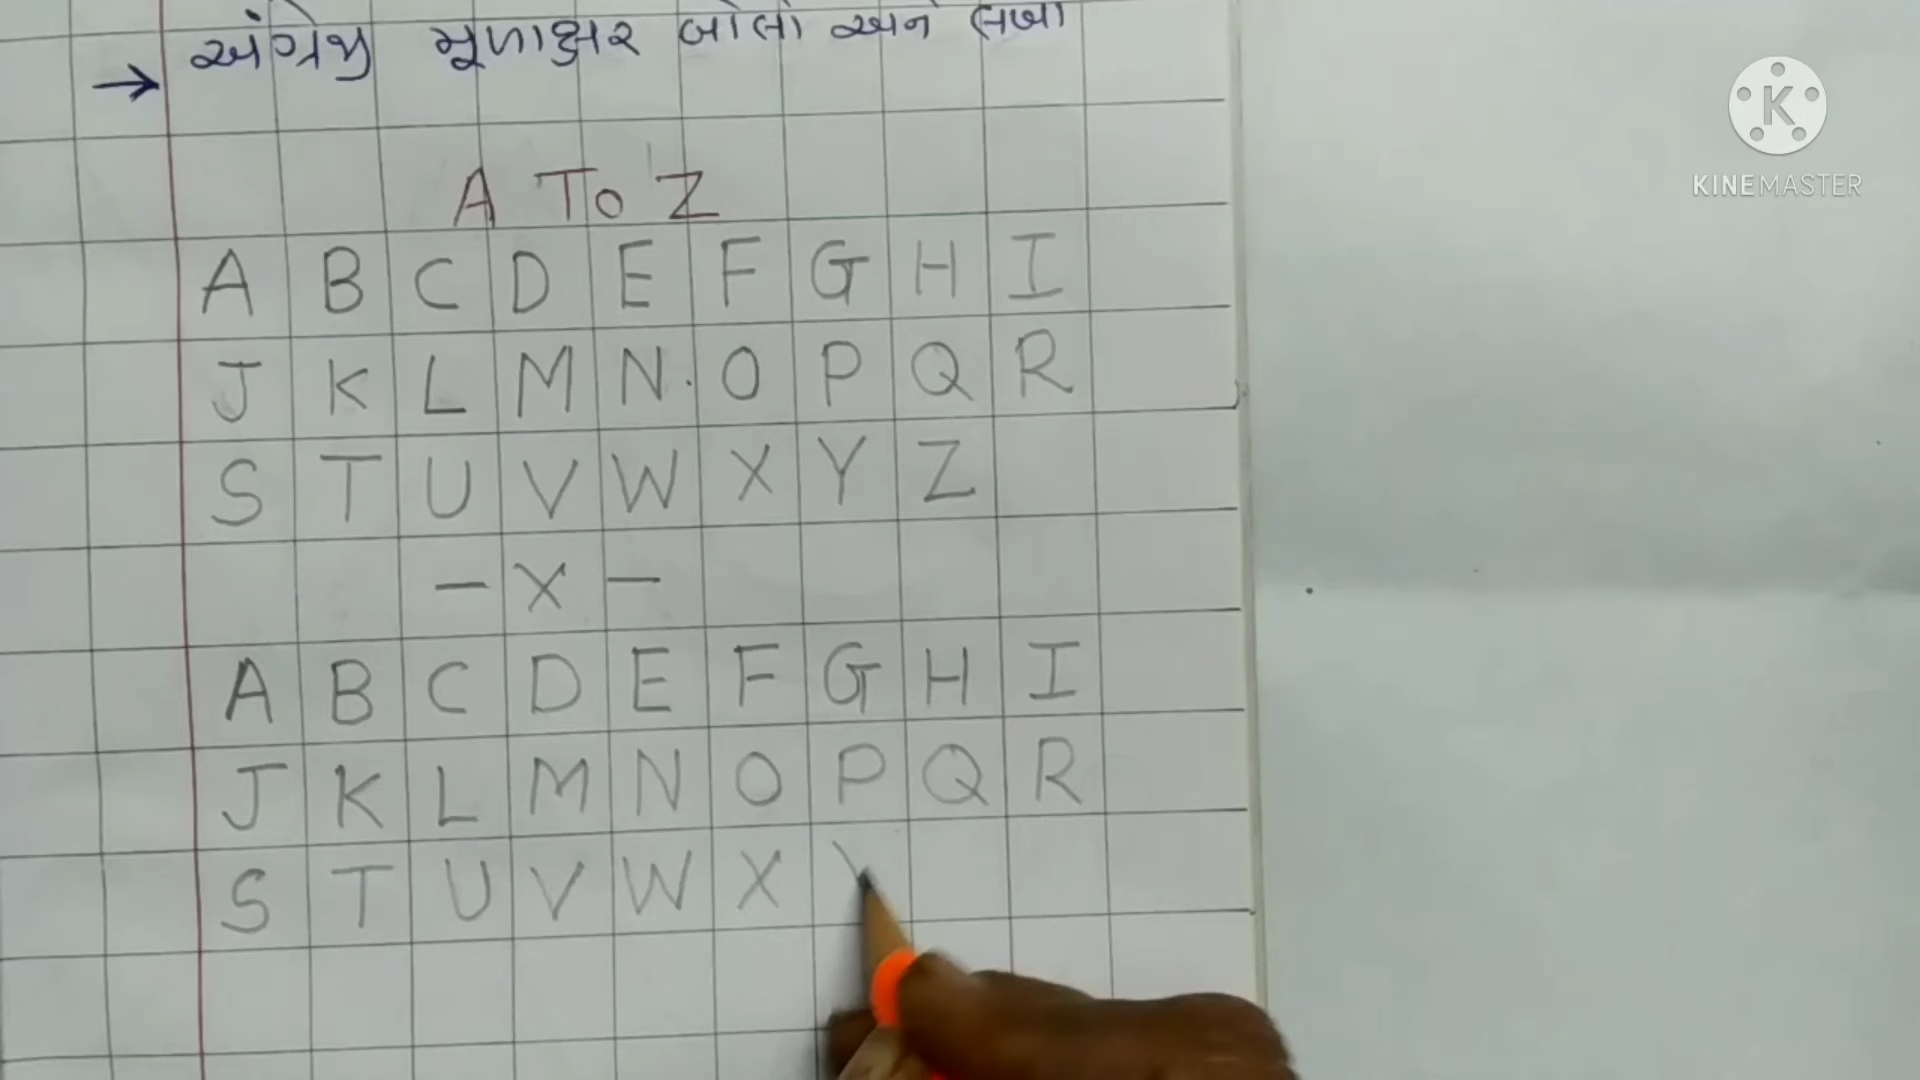 અંગ્રેજી મૂળાક્ષર બોલો અને લખો
→
A To Z
A B C D E F G H I
J K L M N. O P Q R
S T U V W X Y Z
- X -
A B C D E F G H I
J K L M N O P Q R
S T U V W X Y
K
KINEMASTER